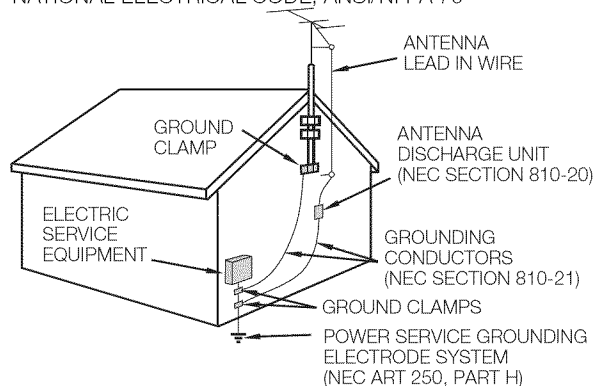 NATIONAL ELECTRICAL CODE, ANSI/NFPA 70
ANTENNA
LEAD IN WIRE
GROUND
CLAMP
ANTENNA
DISCHARGE UNIT
(NEC SECTION 810-20)
ELECTRIC
SERVICE
EQUIPMENT
GROUNDING
CONDUCTORS
(NEC SECTION 810-21)
GROUND CLAMPS
POWER SERVICE GROUNDING
ELECTRODE SYSTEM
(NEC ART 250, PART H)